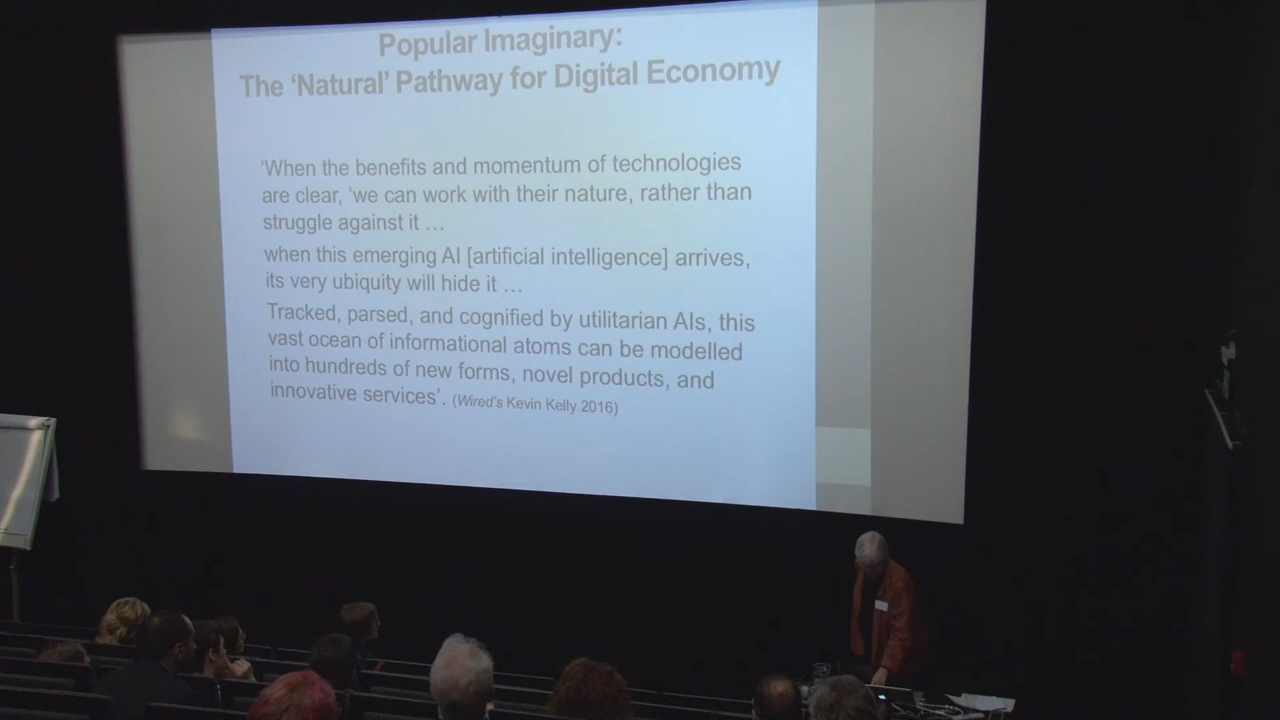 Popular Imaginary:
The ‘Natural’ Pathway for Digital Economy
‘When the benefits and momentum of technologies
are clear, ‘we can work with their nature, rather than
struggle against it …
when this emerging AI [artificial intelligence] arrives,
its very ubiquity will hide it …
Tracked, parsed, and cognified by utilitarian AIs, this
vast ocean of informational atoms can be modelled
into hundreds of new forms, novel products, and
innovative services’. (Wired’s Kevin Kelly 2016)